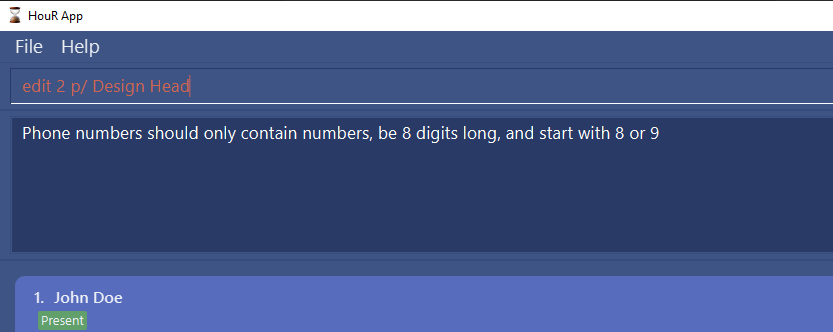 HouR App
File Help
edit 2 p/ Design Head
Phone numbers should only contain numbers, be 8 digits long, and start with 8 or 9
1. John Doe
Present